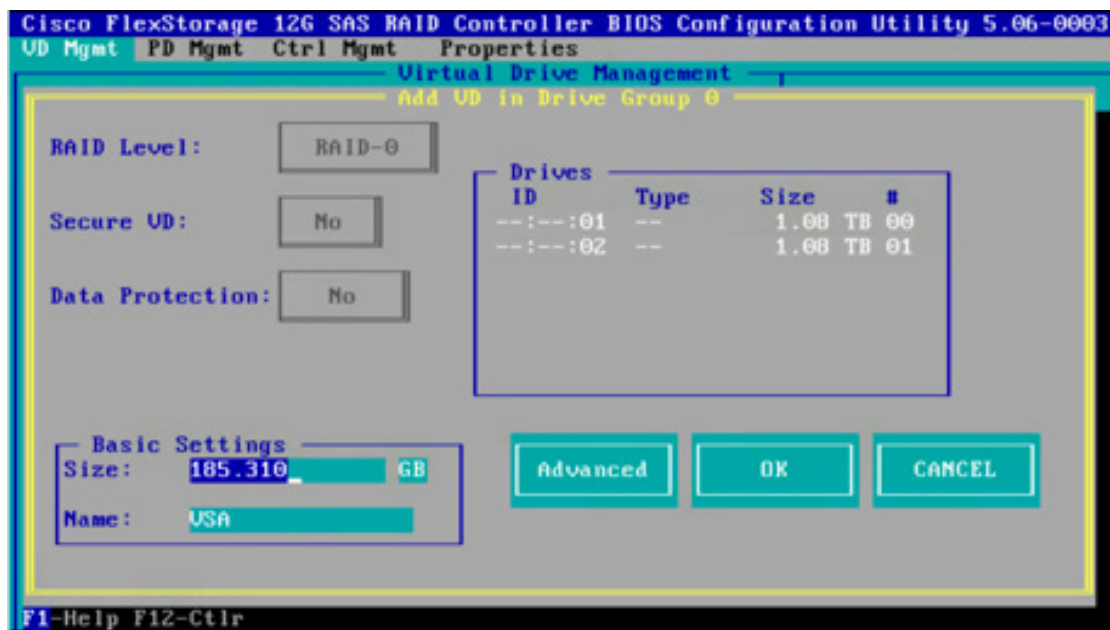 Cisco FlexStorage 12G SAS RAID Controller BIOS Configuration Utility 5.06-0003
VD Mgmt PD Mgmt Ctrl Mgmt Properties
Virtual Drive Management
Add VD in Drive Group 0
RAID Level: RAID-0
Secure VD: No
Data Protection: No
Drives
ID Type Size #
--:--:01 -- 1.08 TB 00
--:--:02 -- 1.08 TB 01
Basic Settings
Size: 185.310_ GB
Name: VSA
Advanced OK CANCEL
F1-Help F12-Ctlr